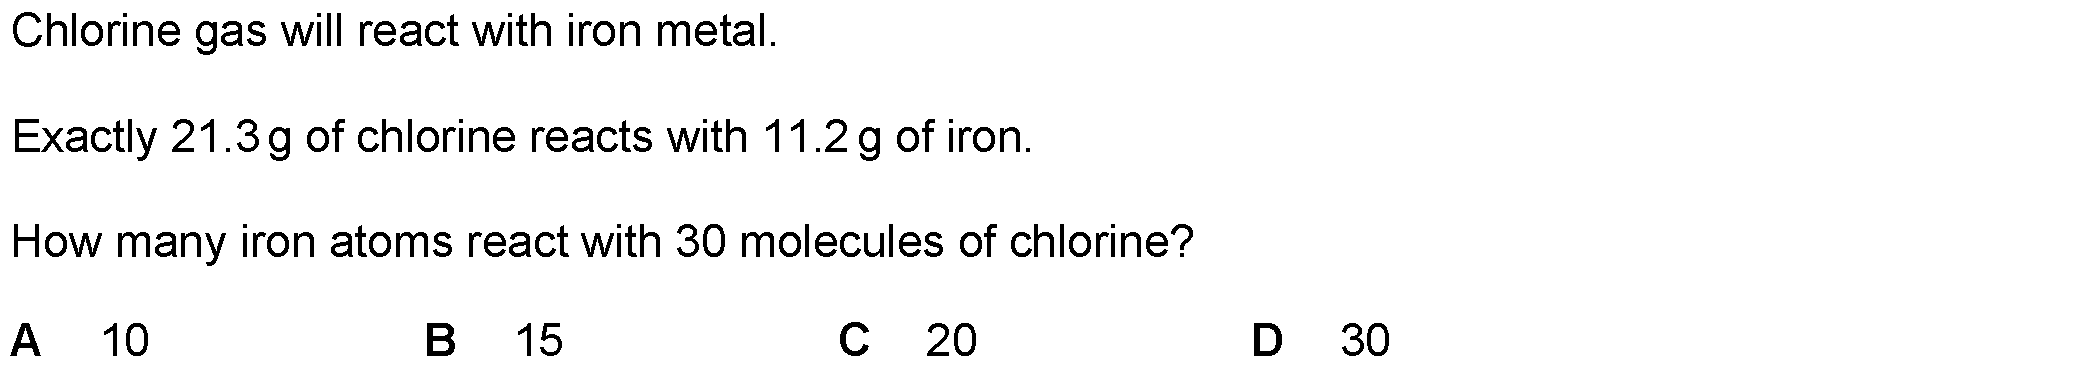 Chlorine gas will react with iron metal.
Exactly 21.3 g of chlorine reacts with 11.2 g of iron.
How many iron atoms react with 30 molecules of chlorine?
A 10 B 15 C 20 D 30